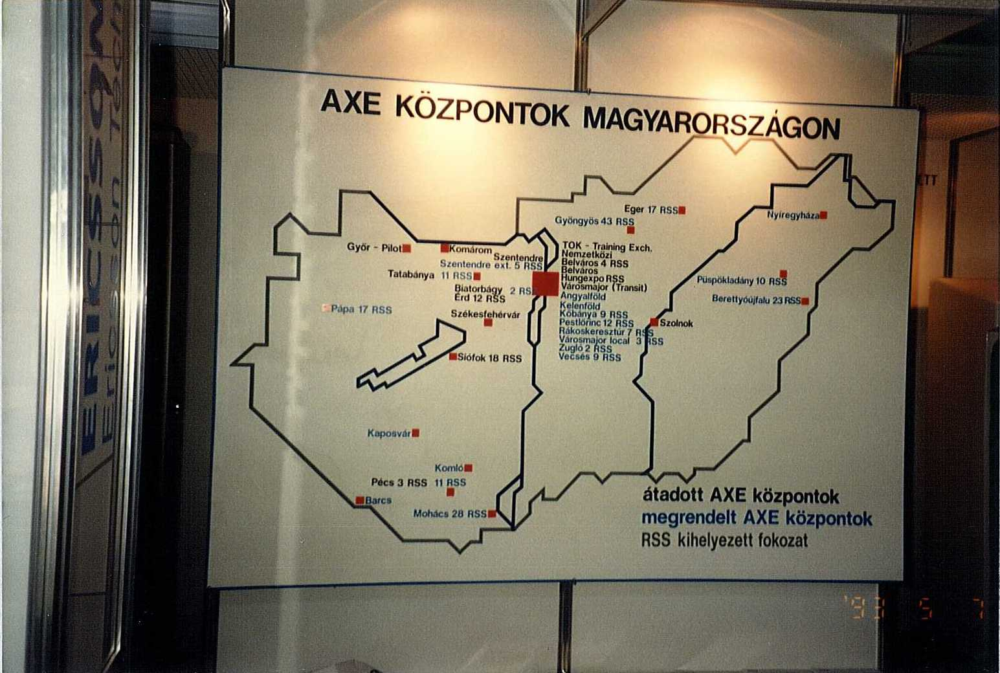 ERICSSON
AXE KÖZPONTOK MAGYARORSZÁGON
Eger 17 RSS
Gyöngyös 43 RSS
Nyíregyháza
Győr - Pilot
Komárom
Szentendre
Szentendre ext. 5 RSS
Tatabánya 11 RSS
Biatorbágy 2 RSS
Érd 12 RSS
Pápa 17 RSS
Székesfehérvár
Siófok 18 RSS
TOK - Training Exch.
Nemzetközi
Belváros 4 RSS
Belváros
Hungexpo RSS
Városmajor (Transit)
Angyalföld
Kelenföld
Kőbánya 9 RSS
Pestlőrinc 12 RSS
Rákoskeresztúr 7 RSS
Városmajor local 3 RSS
Zugló 2 RSS
Vecsés 9 RSS
Püspökladány 10 RSS
Berettyóújfalu 23 RSS
Szolnok
Kaposvár
Komló
Pécs 3 RSS 11 RSS
Barcs
Mohács 28 RSS
átadott AXE központok
megrendelt AXE központok
RSS kihelyezett fokozat
'93 5 7